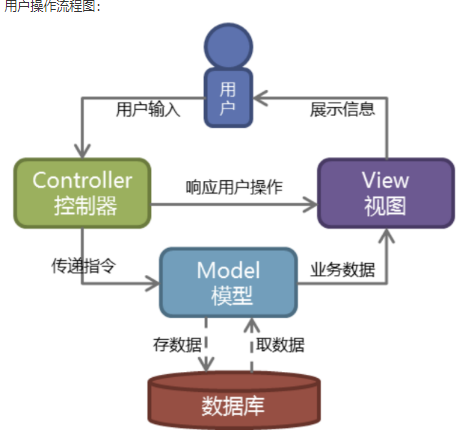 用户操作流程图：
用
户
用户输入
展示信息
Controller
控制器
响应用户操作
View
视图
传递指令
Model
模型
业务数据
存数据
取数据
数据库